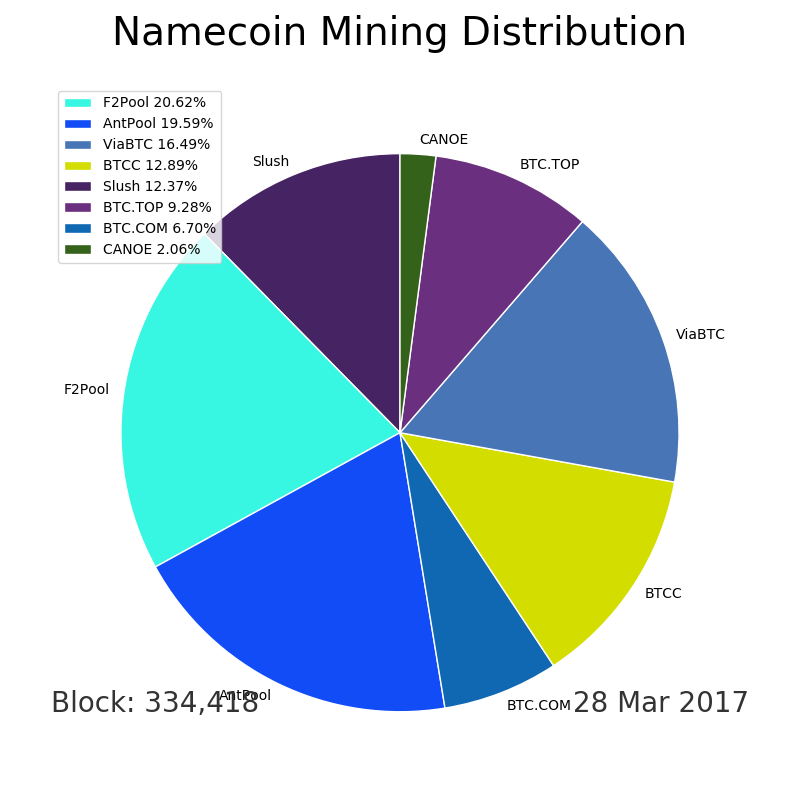 Namecoin Mining Distribution
F2Pool 20.62%
AntPool 19.59%
ViaBTC 16.49%
BTCC 12.89%
Slush 12.37%
BTC.TOP 9.28%
BTC.COM 6.70%
CANOE 2.06%
CANOE
Slush
BTC.TOP
ViaBTC
F2Pool
BTCC
AntPool
BTC.COM
Block: 334,418
28 Mar 2017